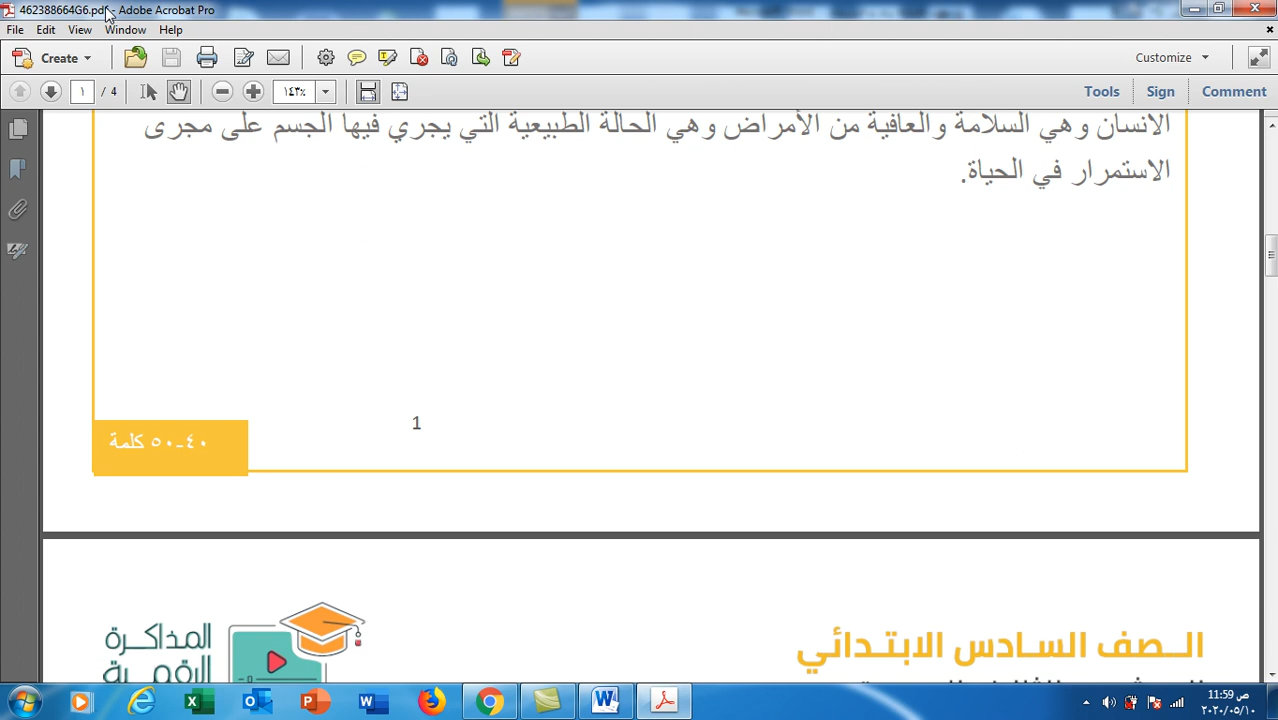 462388664G6.pdf - Adobe Acrobat Pro
File Edit View Window Help
Create
Customize
١ / 4
١٤٣٪
Tools Sign Comment
الانسان وهي السلامة والعافية من الأمراض وهي الحالة الطبيعية التي يجري فيها الجسم على مجرى
الاستمرار في الحياة.
1
٤٠-٥٠ كلمة
المذاكرة
الرقمية
الـصف السـادس الابـتـدائي
11:59 ص
٢٠٢٠/٠٥/١٠